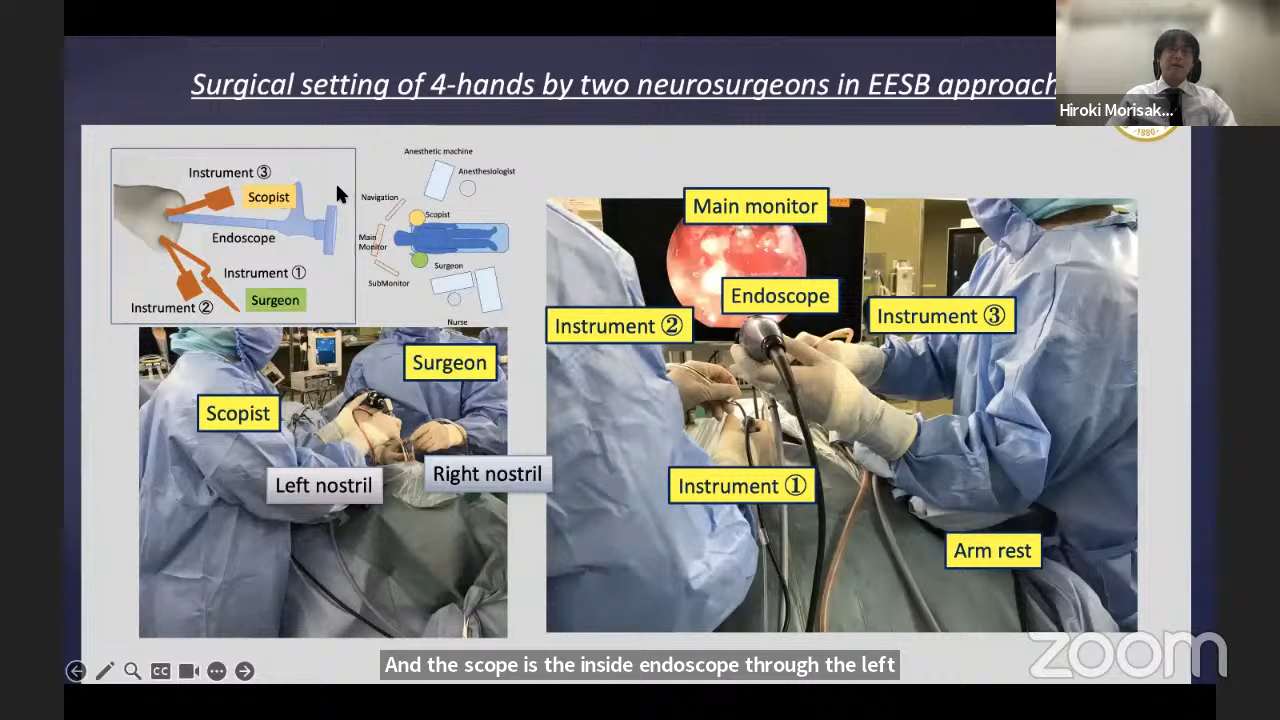 Surgical setting of 4-hands by two neurosurgeons in EESB approach
Hiroki Morisak...
1880
Instrument ③
Scopist
Endoscope
Instrument ①
Instrument ②
Surgeon
Anesthetic machine
Anesthesiologist
Navigation
Scopist
Main
Monitor
Surgeon
SubMonitor
Nurse
Surgeon
Scopist
Left nostril
Right nostril
Main monitor
Endoscope
Instrument ②
Instrument ③
Instrument ①
Arm rest
zoom
CC
And the scope is the inside endoscope through the left